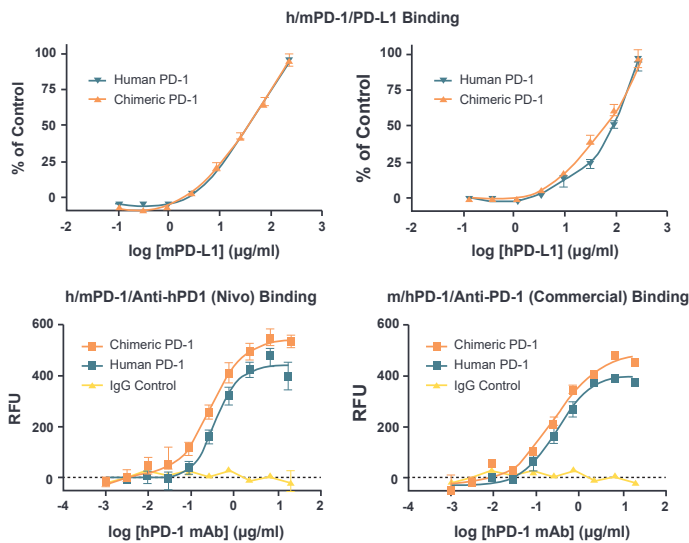 h/mPD-1/PD-L1 Binding
% of Control
100
75
50
25
0
Human PD-1
Chimeric PD-1
-2
-1
0
1
2
3
log [mPD-L1] (µg/ml)
% of Control
100
75
50
25
0
Human PD-1
Chimeric PD-1
-2
-1
0
1
2
3
log [hPD-L1] (µg/ml)
h/mPD-1/Anti-hPD1 (Nivo) Binding
RFU
600
400
200
0
Chimeric PD-1
Human PD-1
IgG Control
-4
-3
-2
-1
0
1
2
log [hPD-1 mAb] (µg/ml)
m/hPD-1/Anti-PD-1 (Commercial) Binding
RFU
600
400
200
0
Chimeric PD-1
Human PD-1
IgG Control
-4
-3
-2
-1
0
1
2
log [hPD-1 mAb] (µg/ml)